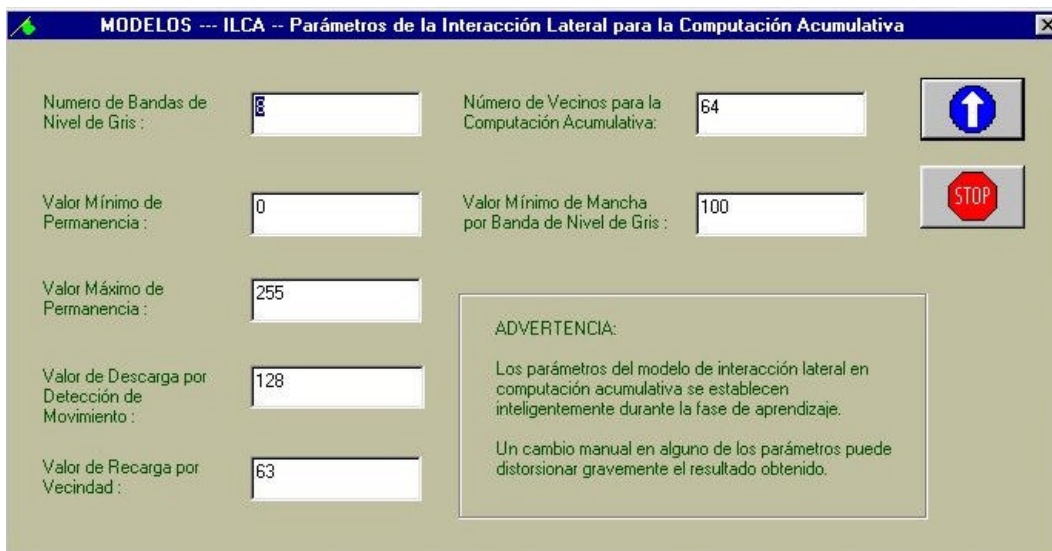 MODELOS --- ILCA -- Parámetros de la Interacción Lateral para la Computación Acumulativa
Numero de Bandas de
Nivel de Gris :
8
Número de Vecinos para la
Computación Acumulativa:
64
Valor Mínimo de
Permanencia :
0
Valor Mínimo de Mancha
por Banda de Nivel de Gris :
100
STOP
Valor Máximo de
Permanencia :
255
Valor de Descarga por
Detección de
Movimiento :
128
Valor de Recarga por
Vecindad :
63
ADVERTENCIA:
Los parámetros del modelo de interacción lateral en
computación acumulativa se establecen
inteligentemente durante la fase de aprendizaje.
Un cambio manual en alguno de los parámetros puede
distorsionar gravemente el resultado obtenido.